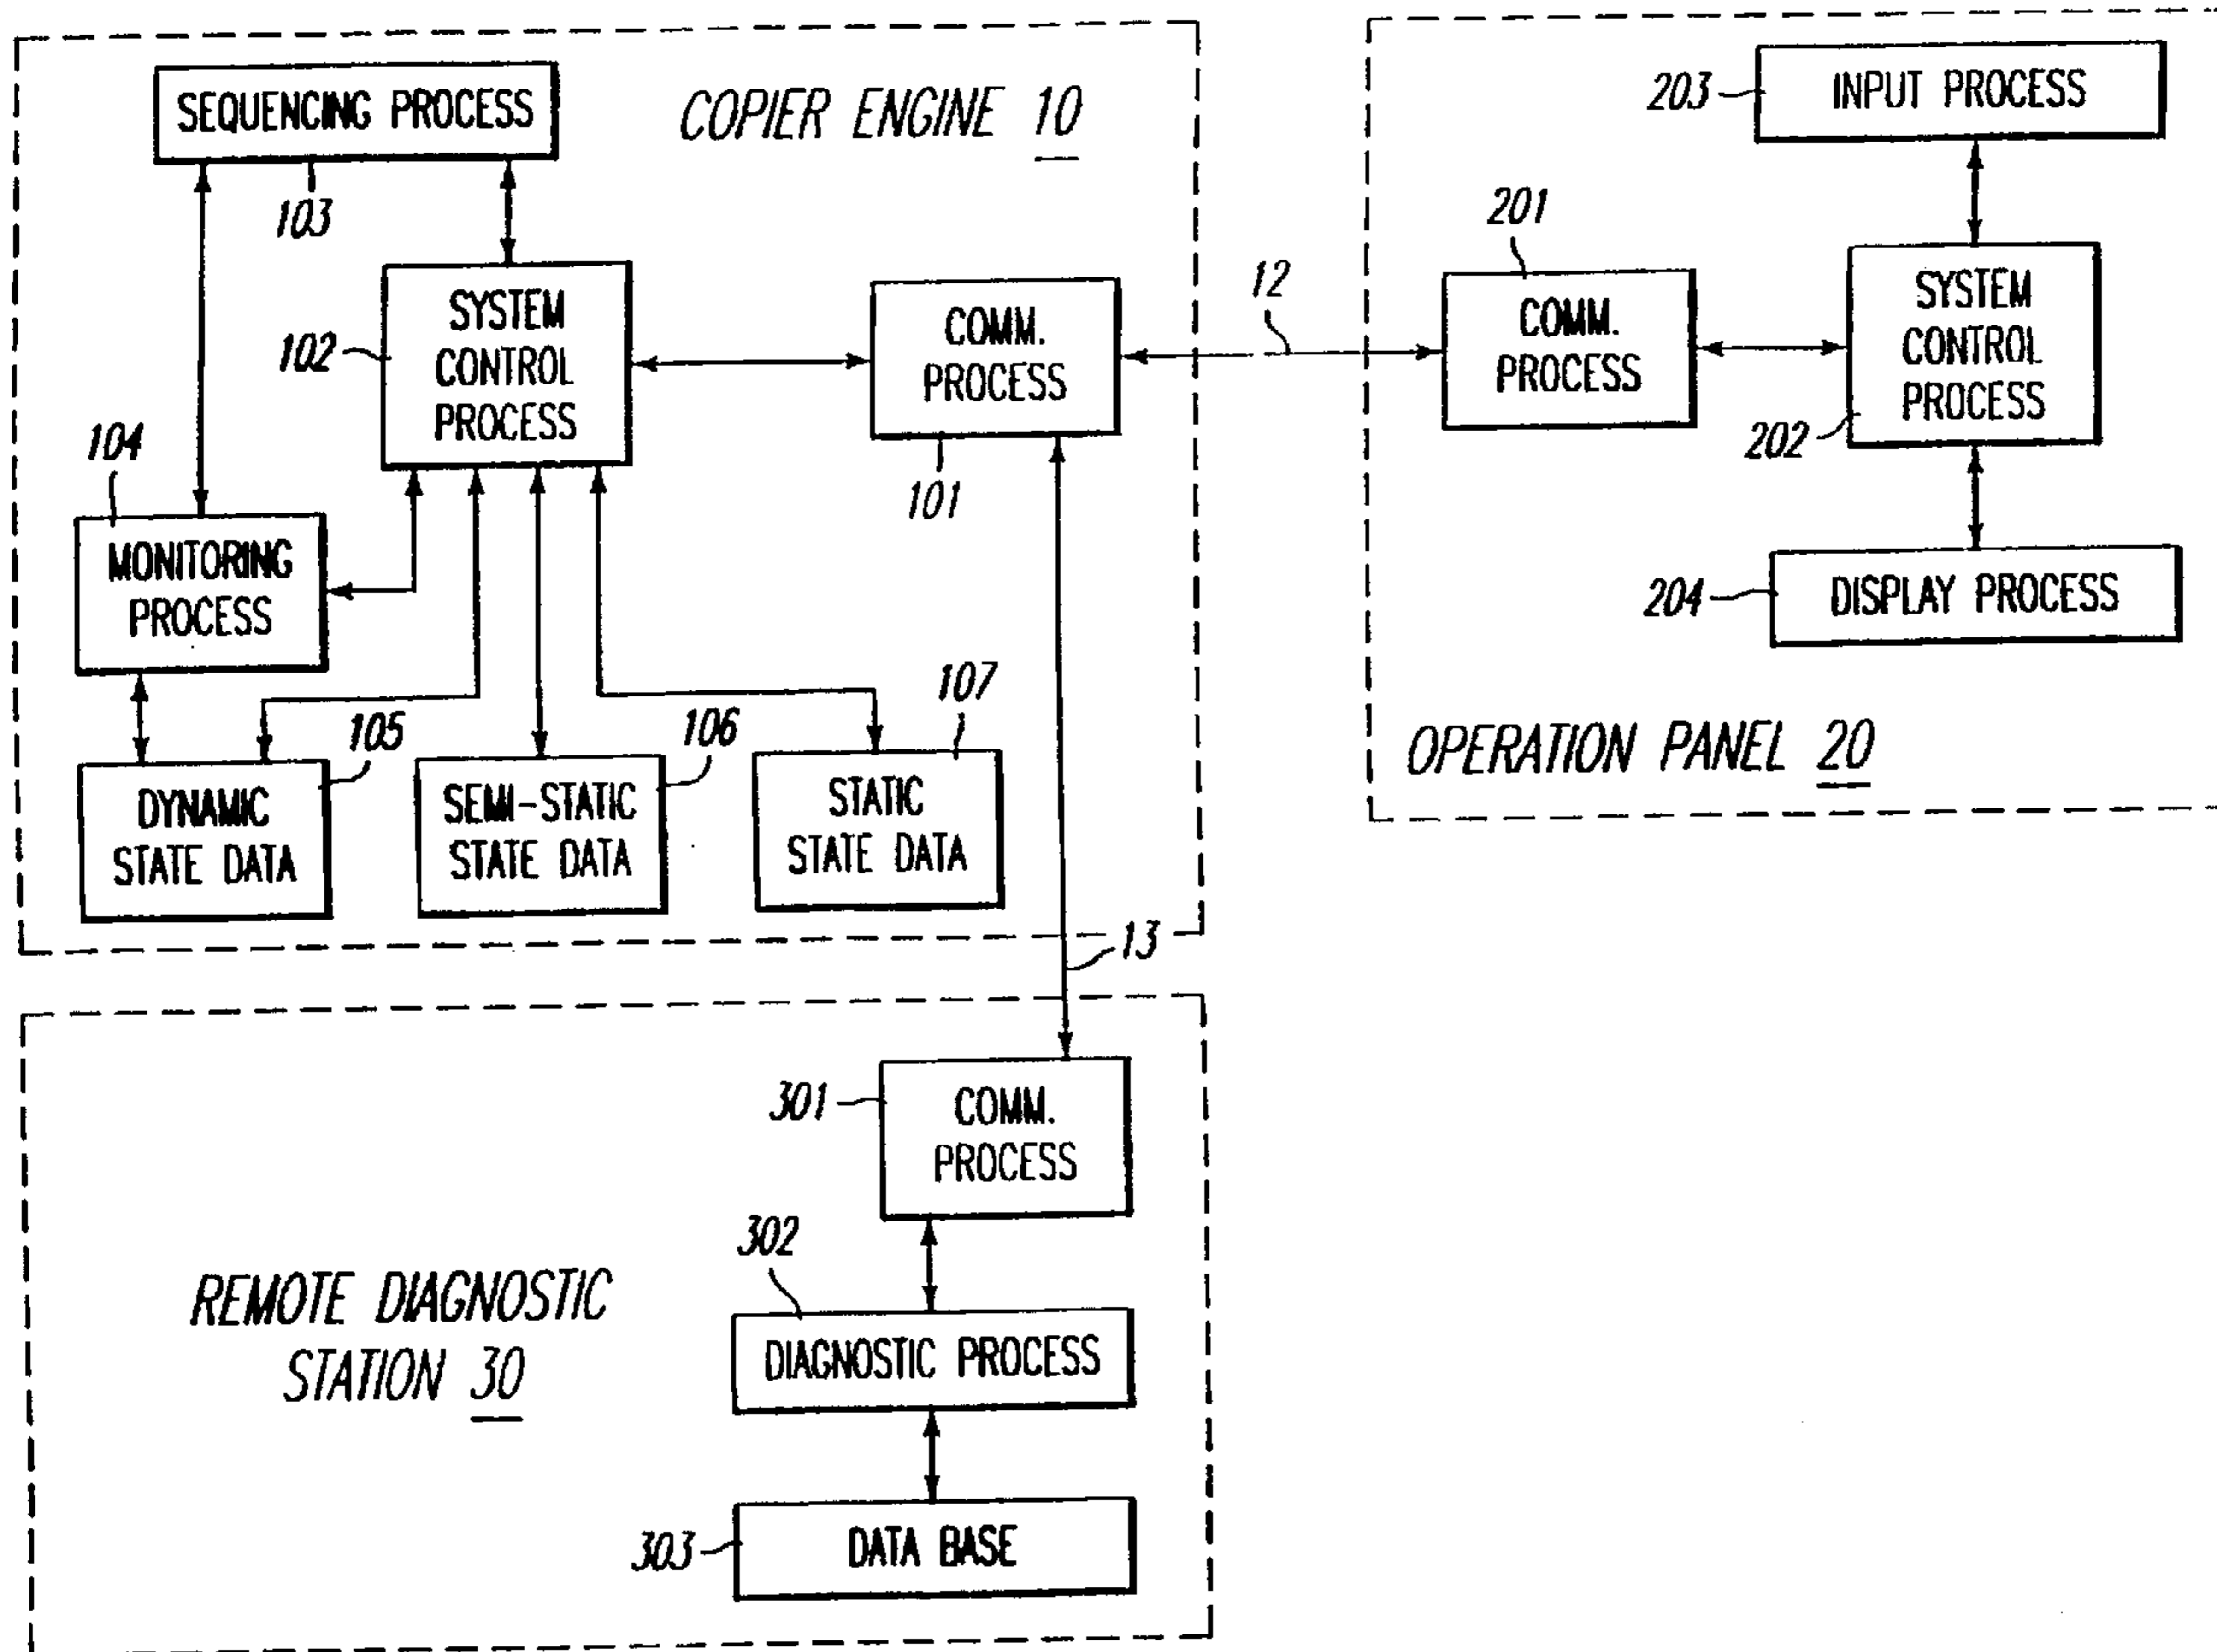 SEQUENCING PROCESS
103
COPIER ENGINE 10
SYSTEM
CONTROL
PROCESS
102
COMM.
PROCESS
101
104
MONITORING
PROCESS
105
DYNAMIC
STATE DATA
106
SEMI-STATIC
STATE DATA
107
STATIC
STATE DATA
12
13
203
INPUT PROCESS
201
COMM.
PROCESS
SYSTEM
CONTROL
PROCESS
202
204
DISPLAY PROCESS
OPERATION PANEL 20
301
COMM.
PROCESS
302
DIAGNOSTIC PROCESS
303
DATA BASE
REMOTE DIAGNOSTIC
STATION 30